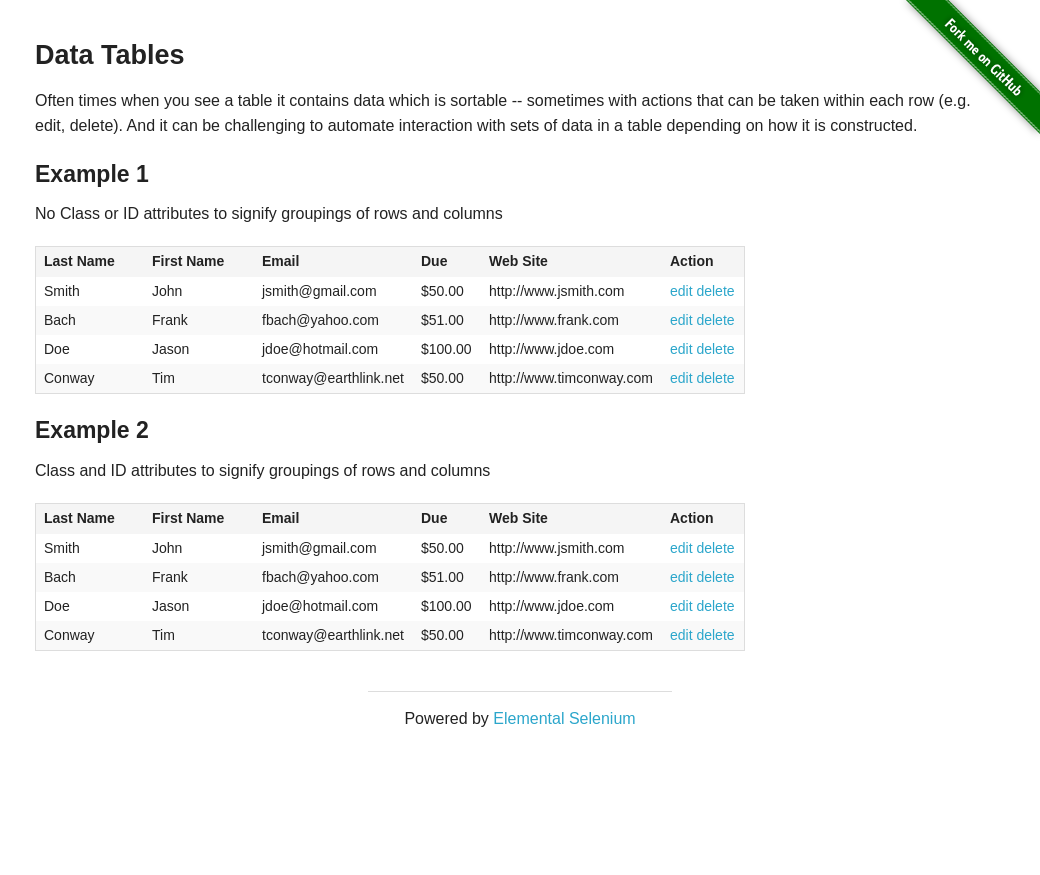 Fork me on GitHub
Data Tables
Often times when you see a table it contains data which is sortable -- sometimes with actions that can be taken within each row (e.g.
edit, delete). And it can be challenging to automate interaction with sets of data in a table depending on how it is constructed.
Example 1
No Class or ID attributes to signify groupings of rows and columns
Last Name First Name Email Due Web Site Action
Smith John jsmith@gmail.com $50.00 http://www.jsmith.com edit delete
Bach Frank fbach@yahoo.com $51.00 http://www.frank.com edit delete
Doe Jason jdoe@hotmail.com $100.00 http://www.jdoe.com edit delete
Conway Tim tconway@earthlink.net $50.00 http://www.timconway.com edit delete
Example 2
Class and ID attributes to signify groupings of rows and columns
Last Name First Name Email Due Web Site Action
Smith John jsmith@gmail.com $50.00 http://www.jsmith.com edit delete
Bach Frank fbach@yahoo.com $51.00 http://www.frank.com edit delete
Doe Jason jdoe@hotmail.com $100.00 http://www.jdoe.com edit delete
Conway Tim tconway@earthlink.net $50.00 http://www.timconway.com edit delete
Powered by Elemental Selenium